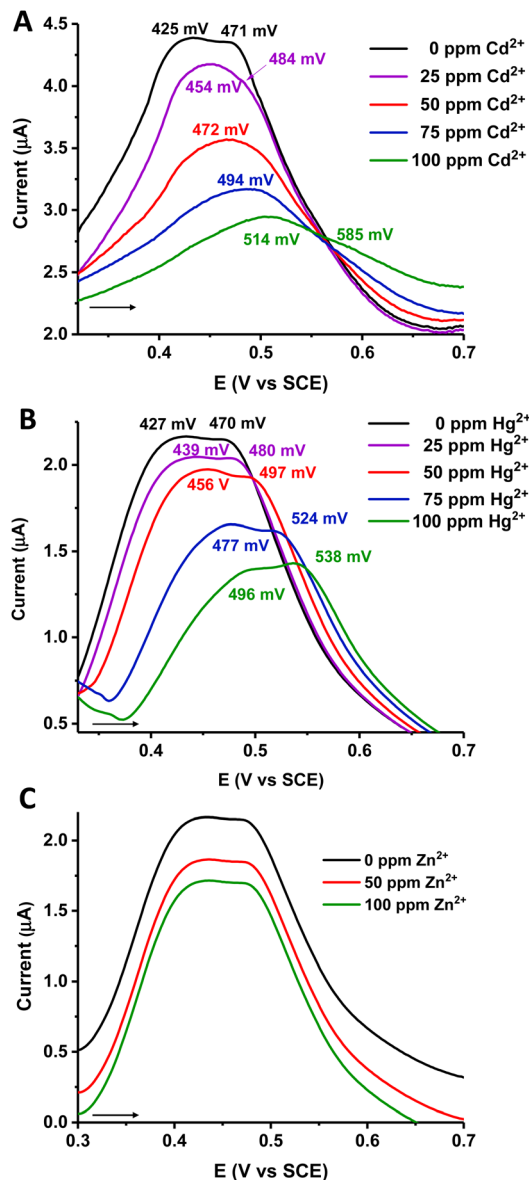 A
4.5
4.0
3.5
3.0
2.5
2.0
Current (µA)
425 mV 471 mV
484 mV
454 mV
472 mV
494 mV
514 mV
585 mV
0 ppm Cd²⁺
25 ppm Cd²⁺
50 ppm Cd²⁺
75 ppm Cd²⁺
100 ppm Cd²⁺
0.4 0.5 0.6 0.7
E (V vs SCE)
B
2.0
1.5
1.0
0.5
Current (µA)
427 mV 470 mV
439 mV 480 mV
456 V 497 mV
524 mV
477 mV
538 mV
496 mV
0 ppm Hg²⁺
25 ppm Hg²⁺
50 ppm Hg²⁺
75 ppm Hg²⁺
100 ppm Hg²⁺
0.4 0.5 0.6 0.7
E (V vs SCE)
C
2.0
1.5
1.0
0.5
0.0
Current (µA)
0 ppm Zn²⁺
50 ppm Zn²⁺
100 ppm Zn²⁺
0.3 0.4 0.5 0.6 0.7
E (V vs SCE)